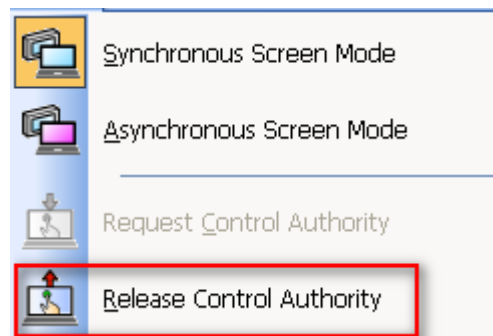 Synchronous Screen Mode
Asynchronous Screen Mode
Request Control Authority
Release Control Authority